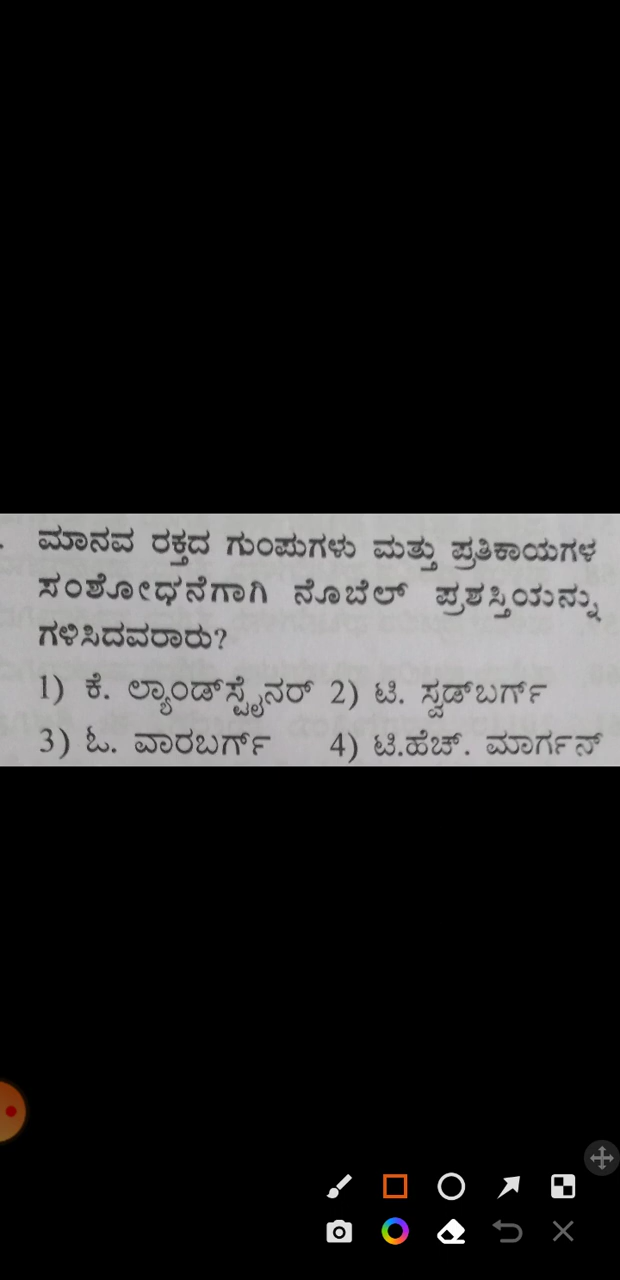 . ಮಾನವ ರಕ್ತದ ಗುಂಪುಗಳು ಮತ್ತು ಪ್ರತಿಕಾಯಗಳ
ಸಂಶೋಧನೆಗಾಗಿ ನೊಬೆಲ್ ಪ್ರಶಸ್ತಿಯನ್ನು
ಗಳಿಸಿದವರಾರು?
1) ಕೆ. ಲ್ಯಾಂಡ್‌ಸ್ಟೈನರ್ 2) ಟಿ. ಸ್ವಡ್‌ಬರ್ಗ್
3) ಓ. ವಾರಬರ್ಗ್ 4) ಟಿ.ಹೆಚ್. ಮಾರ್ಗನ್